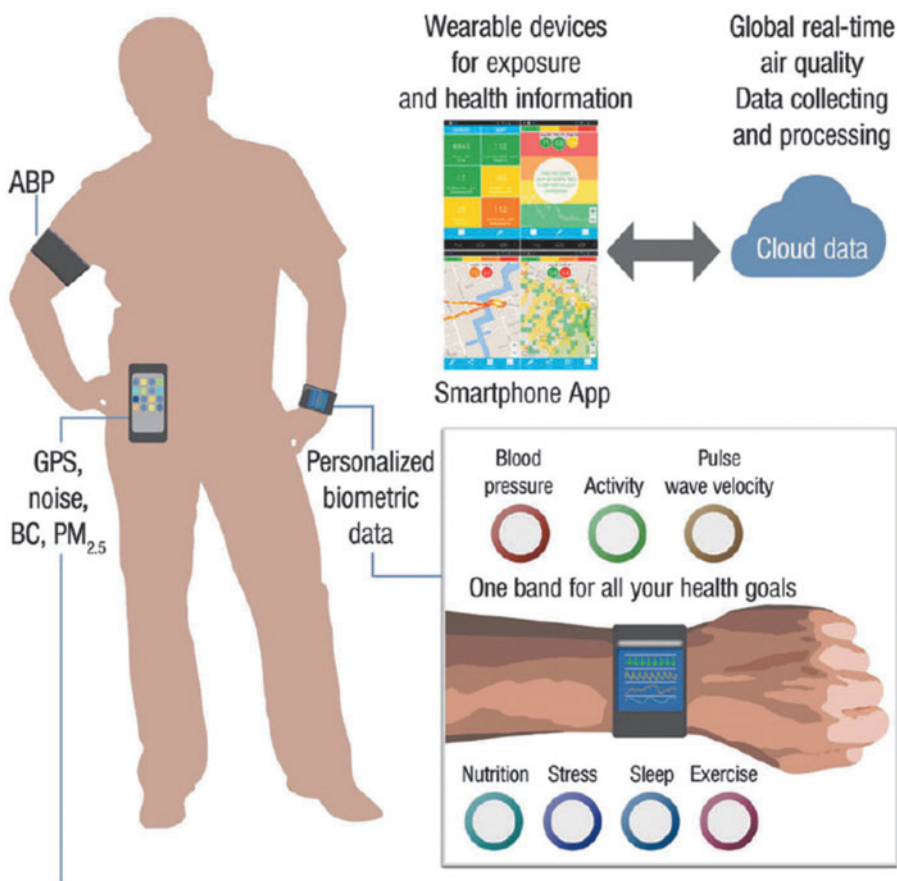 Wearable devices
for exposure
and health information
Global real-time
air quality
Data collecting
and processing
ABP
Cloud data
Smartphone App
GPS,
noise,
BC, PM2.5
Personalized
biometric
data
Blood
pressure
Activity
Pulse
wave velocity
One band for all your health goals
Nutrition
Stress
Sleep
Exercise